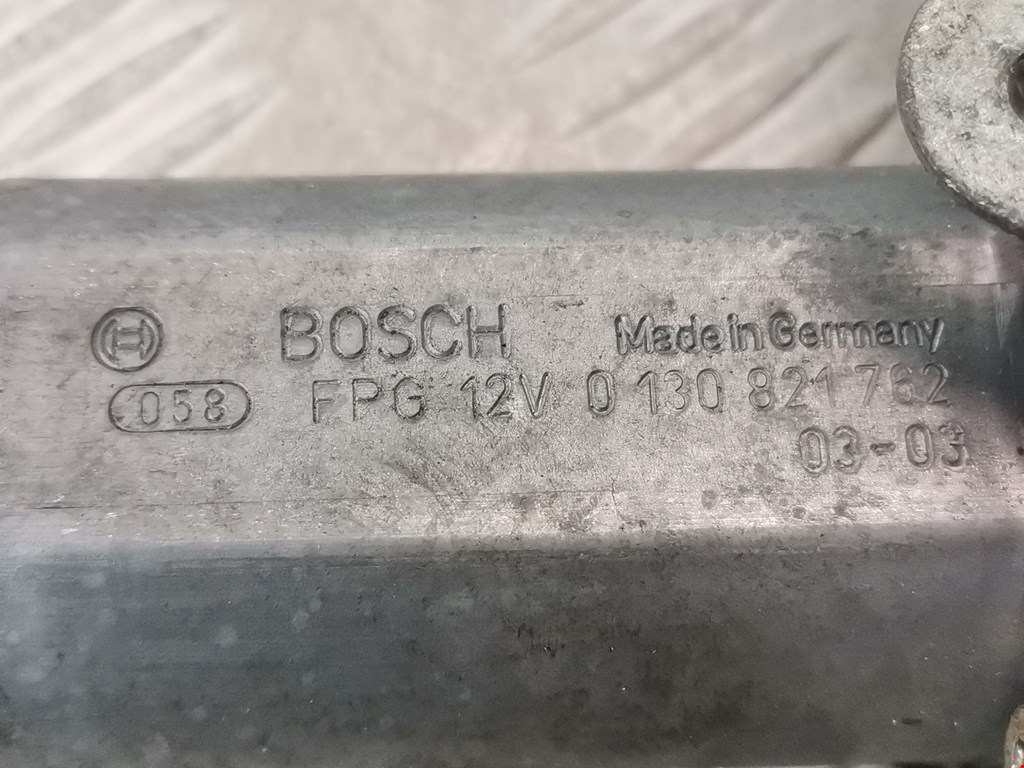 BOSCH Made in Germany
058 FPG 12V 0 130 821 762
03-03